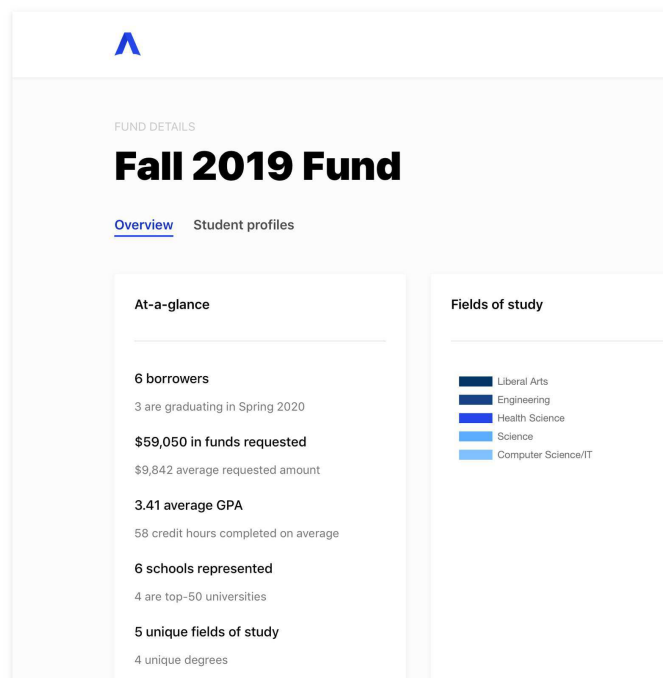 FUND DETAILS
Fall 2019 Fund
Overview
Student profiles
At-a-glance
6 borrowers
3 are graduating in Spring 2020
$59,050 in funds requested
$9,842 average requested amount
3.41 average GPA
58 credit hours completed on average
6 schools represented
4 are top-50 universities
5 unique fields of study
4 unique degrees
Fields of study
Liberal Arts
Engineering
Health Science
Science
Computer Science/IT